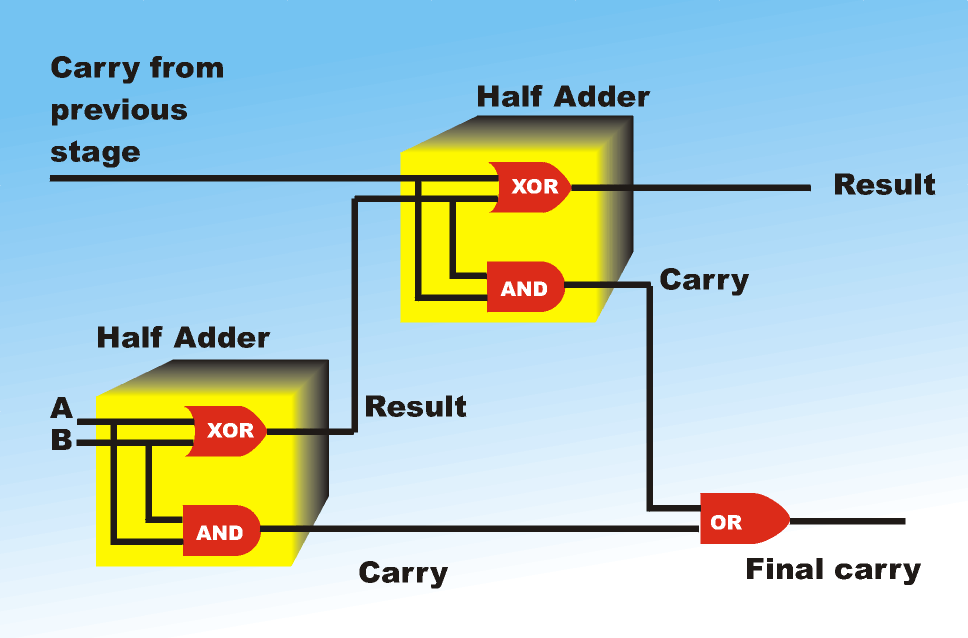 Carry from
previous
stage
Half Adder
XOR
Result
AND
Carry
Half Adder
A
B
XOR
Result
AND
Carry
OR
Final carry